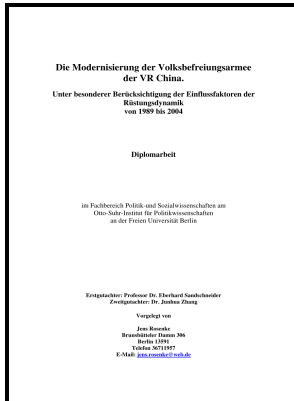 Die Modernisierung der Volksbefreiungsarmee
der VR China.
Unter besonderer Berücksichtigung der Einflussfaktoren der
Rüstungsdynamik
von 1989 bis 2004
Diplomarbeit
im Fachbereich Politik-und Sozialwissenschaften am
Otto-Suhr-Institut für Politikwissenschaften
an der Freien Universität Berlin
Erstgutachter: Professor Dr. Eberhard Sandschneider
Zweitgutachter: Dr. Junhua Zhang
Vorgelegt von
Jens Rosenke
Brunsbütteler Damm 306
Berlin 13591
Telefon 36711957
E-Mail: jens.rosenke@web.de